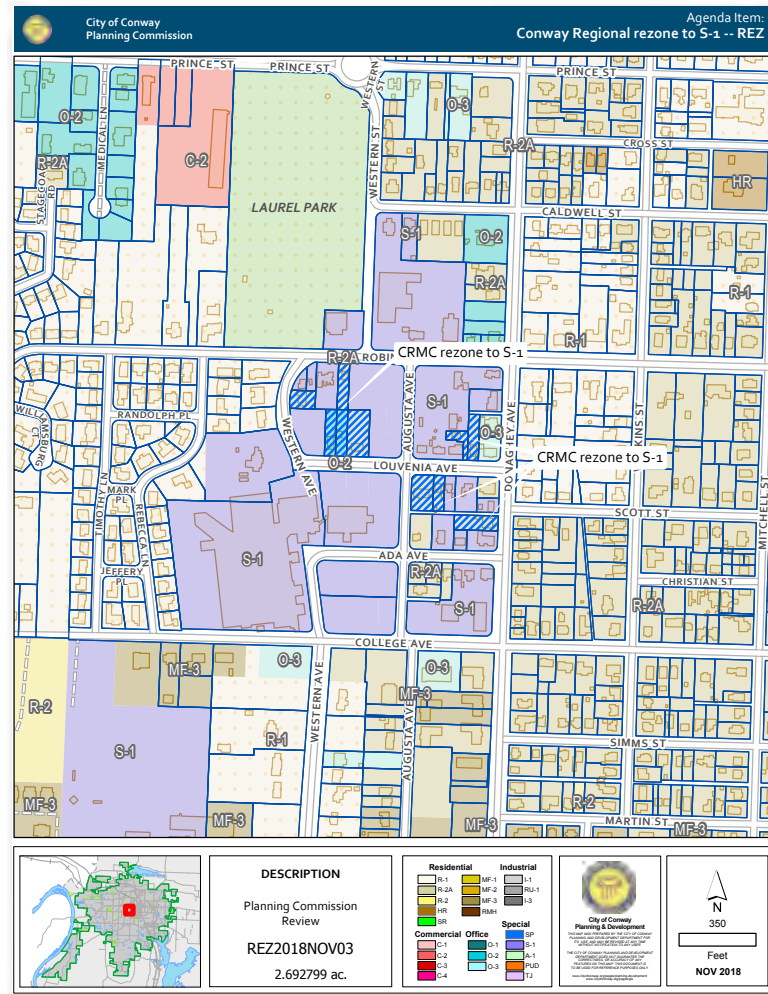 City of Conway
Planning Commission
Agenda Item:
Conway Regional rezone to S-1 -- REZ
PRINCE ST
PRINCE ST
PRINCE ST
WESTERN
ST
O-2
MEDICAL LN
R-2A
STAGECOACH
RD
C-2
LAUREL PARK
WESTERN ST
O-3
R-2A
CROSS ST
HR
CALDWELL ST
S-1
O-2
R-2A
R-1
R-1
R-2A
ROBIN
CRMC rezone to S-1
AUGUSTA AVE
S-1
O-3
DONAGHEY AVE
KINS ST
WESTERN AVE
RANDOLPH PL
WILLIAMSBURG
CT
O-2
LOUVENIA AVE
CRMC rezone to S-1
TIMOTHY LN
MARK
PL
REBECCA LN
SCOTT ST
MITCHELL ST
S-1
ADA AVE
R-2A
JEFFERY
PL
CHRISTIAN ST
R-2A
S-1
COLLEGE AVE
MF-3
O-3
WESTERN AVE
O-3
MF-3
AUGUSTA AVE
R-2
S-1
R-1
SIMMS ST
MF-3
MF-3
MF-3
R-2
MARTIN ST
MF-3
DESCRIPTION
Planning Commission
Review
REZ2018NOV03
2.692799 ac.
Residential
R-1
R-2A
R-2
HR
SR
MF-1
MF-2
MF-3
RMH
Industrial
I-1
RU-1
I-3
Commercial
C-1
C-2
C-3
C-4
Office
O-1
O-2
O-3
Special
SP
S-1
A-1
PUD
TJ
City of Conway
Planning & Development
N
350
Feet
NOV 2018